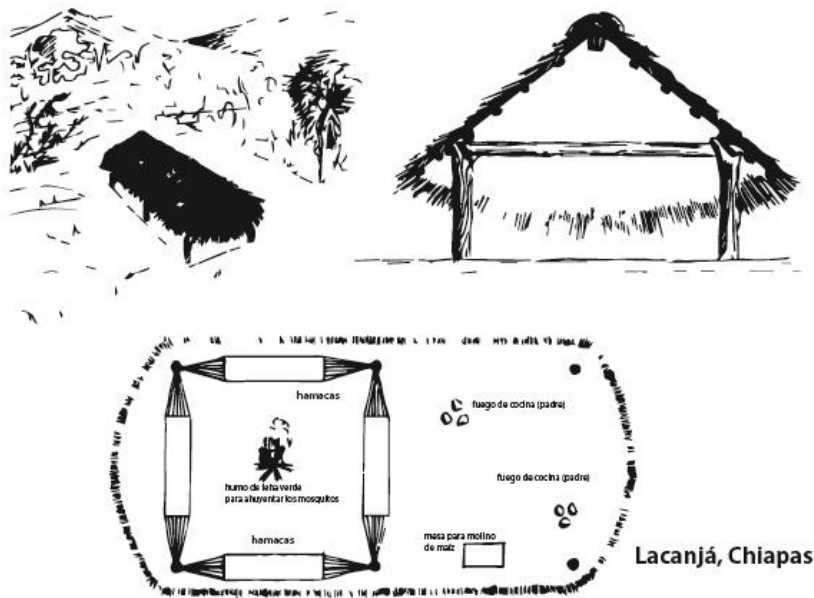 hamacas
fuego de cocina (padre)
humo de leña verde
para ahuyentar los mosquitos
fuego de cocina (padre)
hamacas
mesa para molino
de maíz
Lacanjá, Chiapas